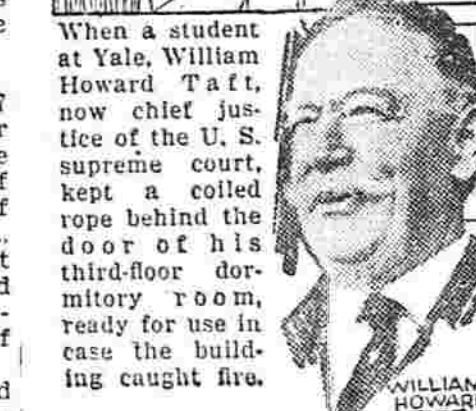 When a student
at Yale, William
Howard Taft,
now chief jus-
tice of the U. S.
supreme court,
kept a coiled
rope behind the
door of his
third-floor dor-
mitory room,
ready for use in
case the build-
ing caught fire.
WILLIAM
HOWAR